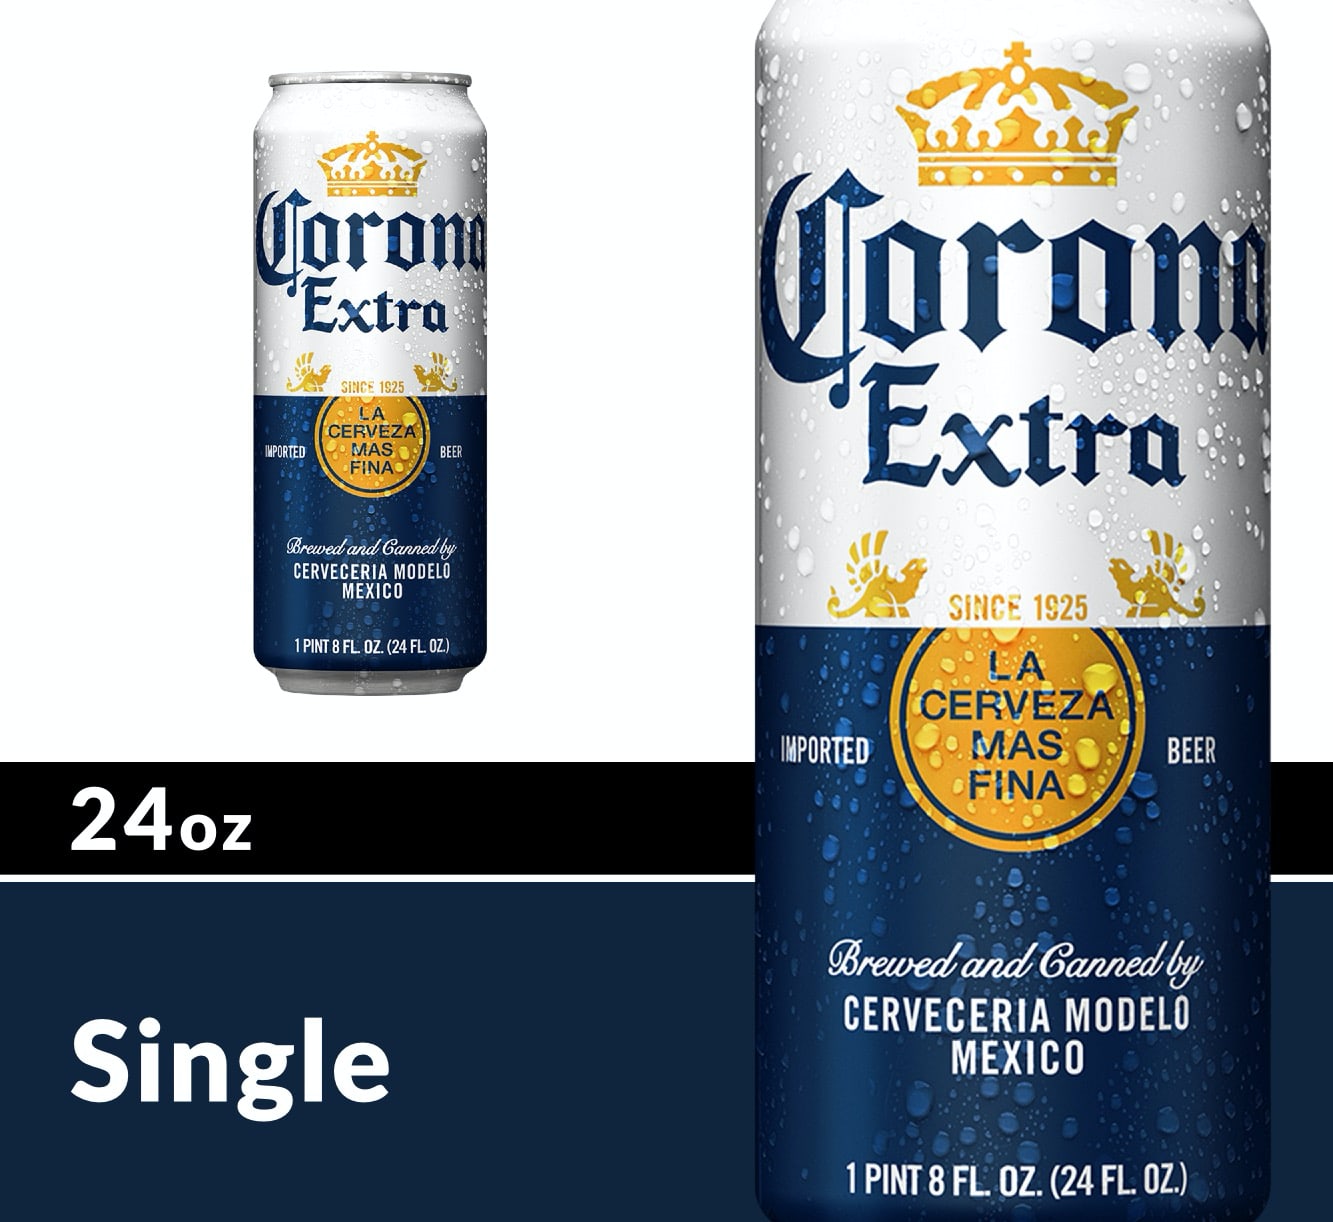 Corona
Extra
SINCE 1925
LA
CERVEZA
MAS
FINA
IMPORTED
BEER
Brewed and Canned by
CERVECERIA MODELO
MEXICO
1 PINT 8 FL. OZ. (24 FL. OZ.)
24oz
Single
Corona
Extra
SINCE 1925
LA
CERVEZA
MAS
FINA
IMPORTED
BEER
Brewed and Canned by
CERVECERIA MODELO
MEXICO
1 PINT 8 FL. OZ. (24 FL. OZ.)